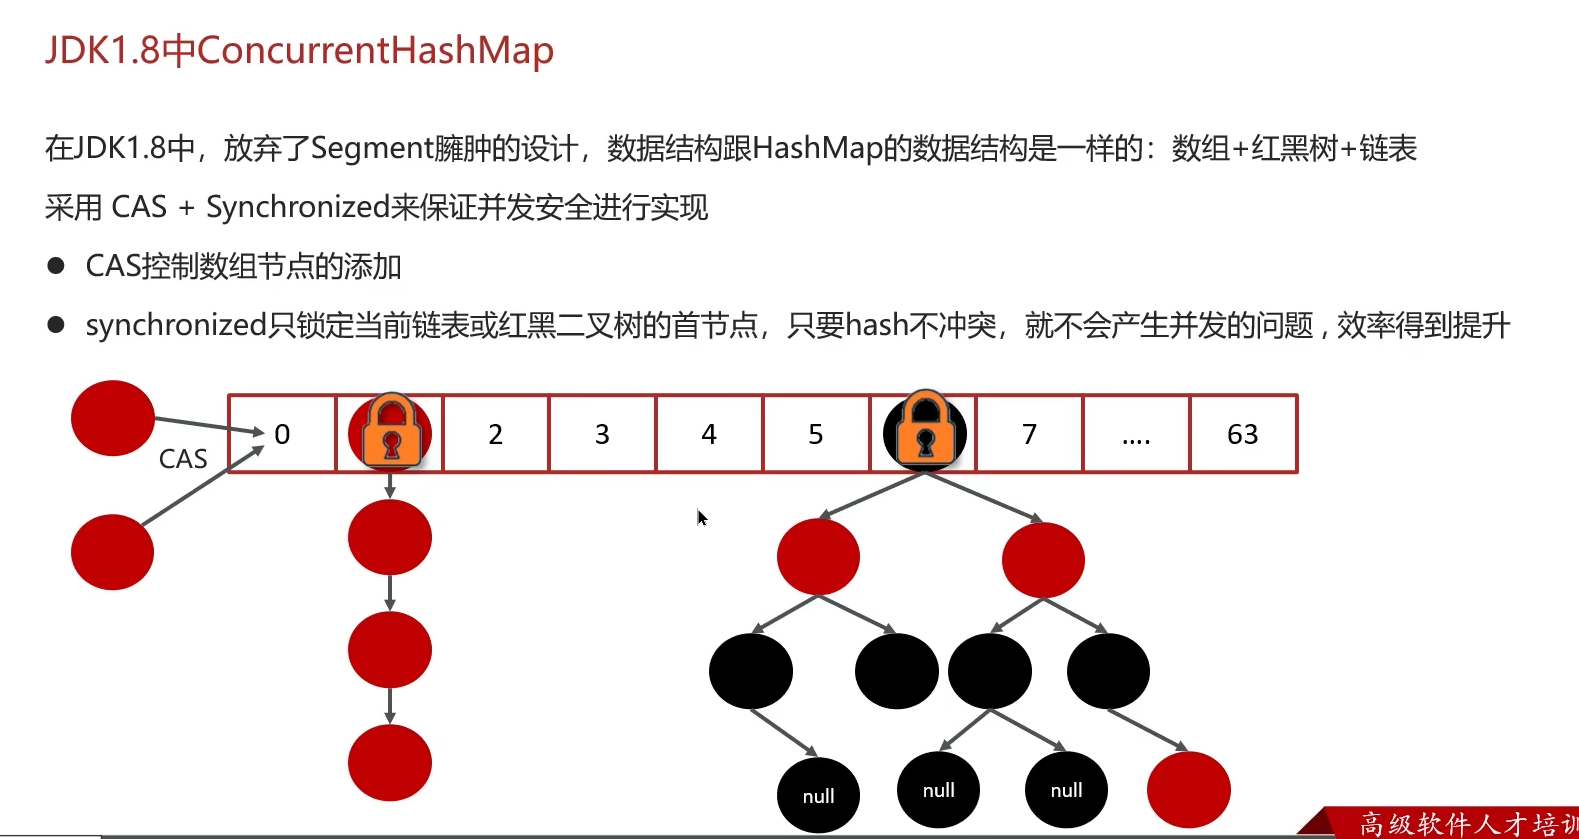 JDK1.8中ConcurrentHashMap
在JDK1.8中，放弃了Segment臃肿的设计，数据结构跟HashMap的数据结构是一样的：数组+红黑树+链表
采用 CAS + Synchronized来保证并发安全进行实现
● CAS控制数组节点的添加
● synchronized只锁定当前链表或红黑二叉树的首节点，只要hash不冲突，就不会产生并发的问题 , 效率得到提升
0 2 3 4 5 7 .... 63
CAS
null null null
高级软件人才培训